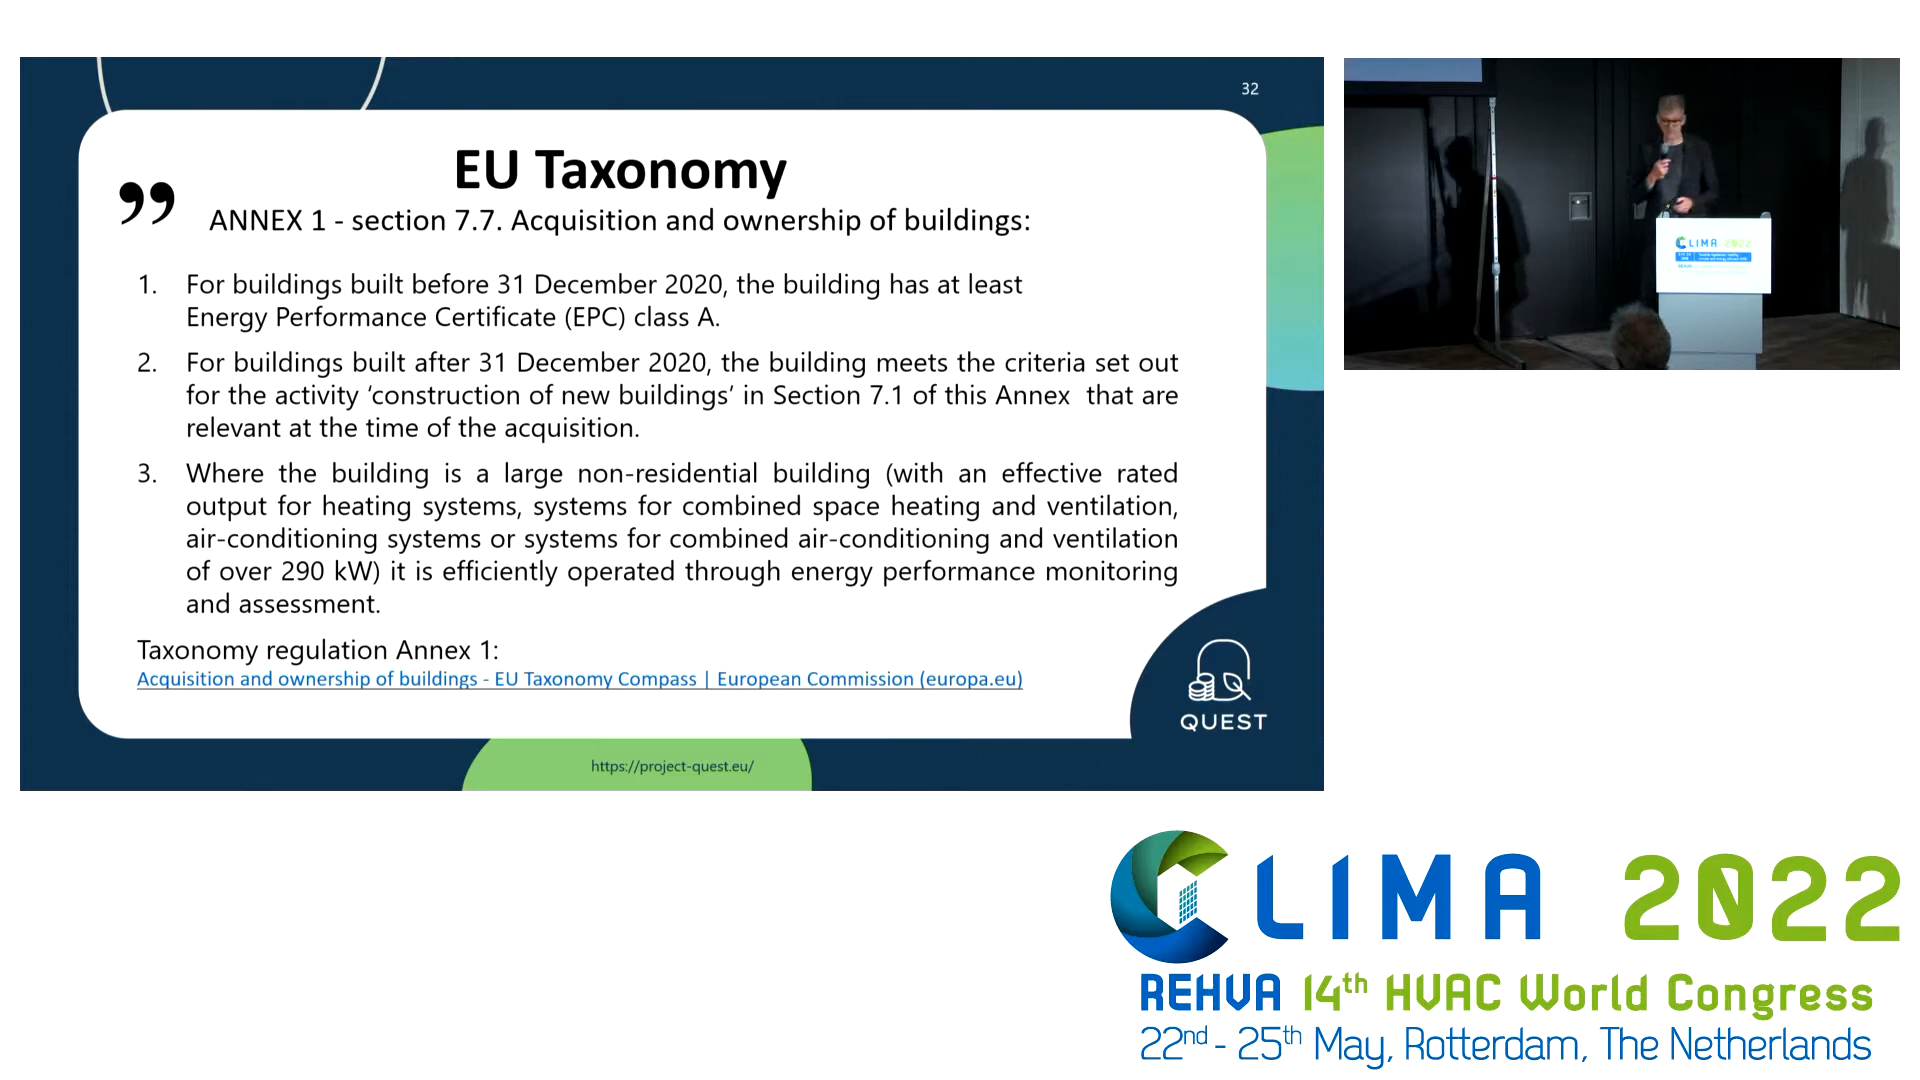 32
EU Taxonomy
”
ANNEX 1 - section 7.7. Acquisition and ownership of buildings:
1. For buildings built before 31 December 2020, the building has at least
Energy Performance Certificate (EPC) class A.
2. For buildings built after 31 December 2020, the building meets the criteria set out
for the activity ‘construction of new buildings’ in Section 7.1 of this Annex that are
relevant at the time of the acquisition.
3. Where the building is a large non-residential building (with an effective rated
output for heating systems, systems for combined space heating and ventilation,
air-conditioning systems or systems for combined air-conditioning and ventilation
of over 290 kW) it is efficiently operated through energy performance monitoring
and assessment.
Taxonomy regulation Annex 1:
Acquisition and ownership of buildings - EU Taxonomy Compass | European Commission (europa.eu)
QUEST
https://project-quest.eu/
CLIMA 2022
CLIMA 2022
REHVA 14th HVAC World Congress
22nd - 25th May, Rotterdam, The Netherlands